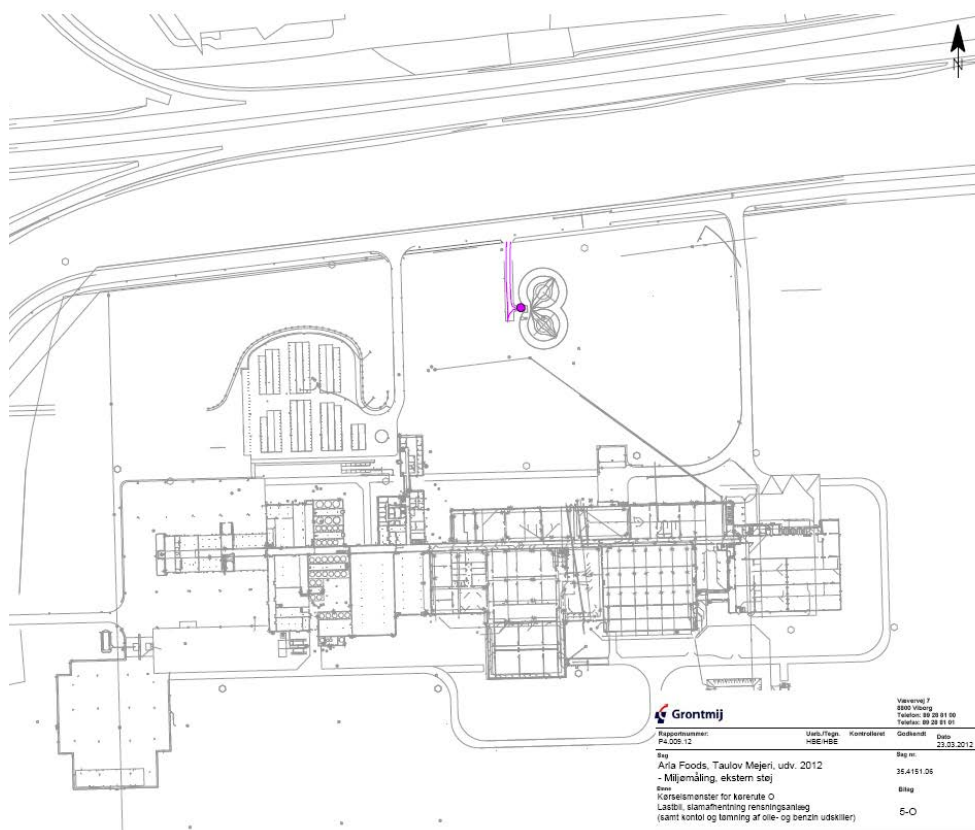 N
Grontmij
Vævervej 7
8800 Viborg
Telefon: 89 28 81 00
Telefax: 89 28 81 01
Rapportnummer: Udarb./Tegn. Kontrolleret Godkendt Dato
P4.009.12 HBE/HBE 23.03.2012
Sag Sag nr.
Arla Foods, Taulov Mejeri, udv. 2012
- Miljømåling, ekstern støj 35.4151.06
Emne Bilag
Kørselsmønster for kørerute O
Lastbil, slamafhentning rensningsanlæg 5-O
(samt kontol og tømning af olie- og benzin udskiller)